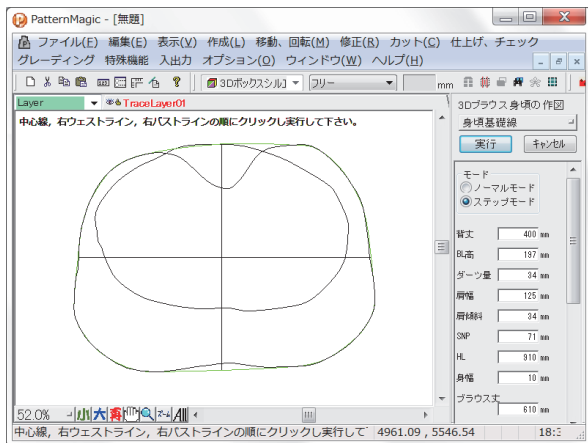 PatternMagic - [無題]
ファイル(F) 編集(E) 表示(V) 作成(L) 移動、回転(M) 修正(R) カット(C) 仕上げ、チェック
グレーディング 特殊機能 入出力 オプション(O) ウィンドウ(W) ヘルプ(H)
3Dボックスシルエ フリー mm
Layer TraceLayer01
中心線, 右ウェストライン, 右バストラインの順にクリックし実行して下さい。
3Dブラウス身頃の作図
身頃基礎線
実行 キャンセル
モード
ノーマルモード
ステップモード
背丈 400 mm
BL高 197 mm
ダーツ量 34 mm
肩幅 125 mm
肩傾斜 34 mm
SNP 71 mm
HL 910 mm
身幅 10 mm
ブラウス丈
610 mm
52.0% 小 大 再 ズーム All
中心線, 右ウェストライン, 右バストラインの順にクリックし実行して 4961.09 , 5546.54 18:3